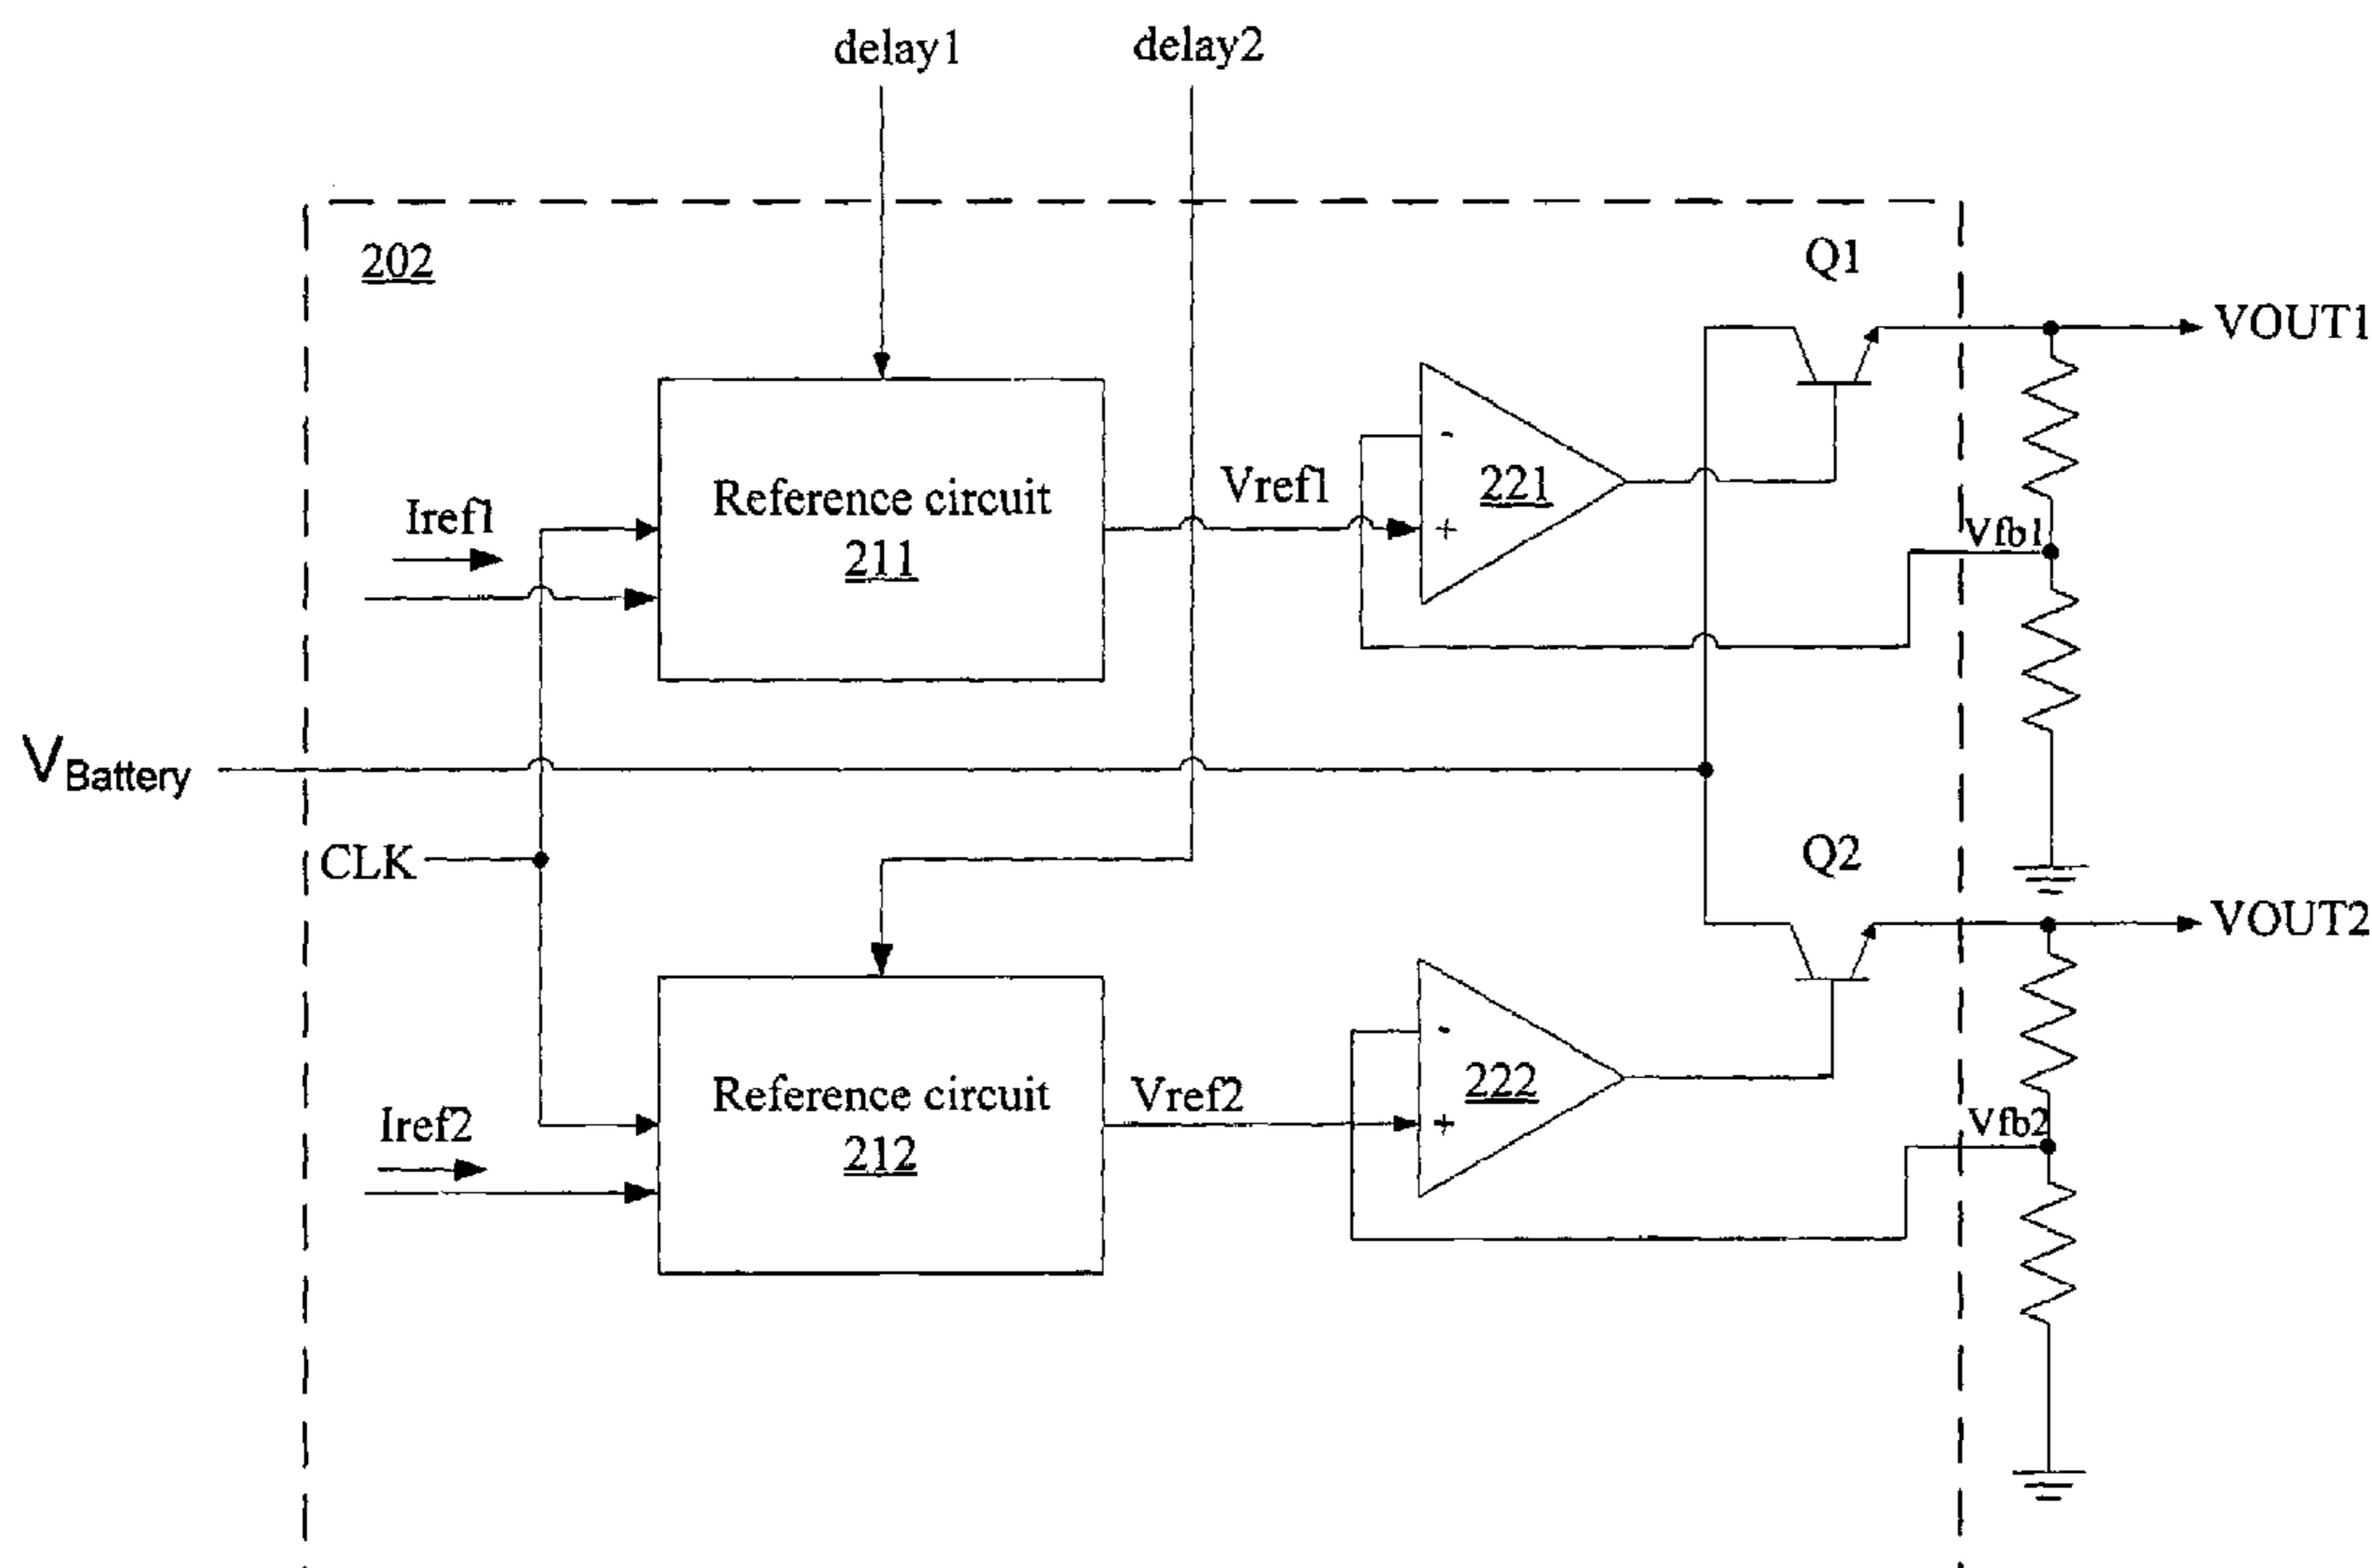 delay1 delay2
202
Q1
VOUT1
Iref1
Reference circuit
211
Vref1
-
221
+
Vfb1
VBattery
CLK
Q2
VOUT2
Iref2
Reference circuit
212
Vref2
-
222
+
Vfb2